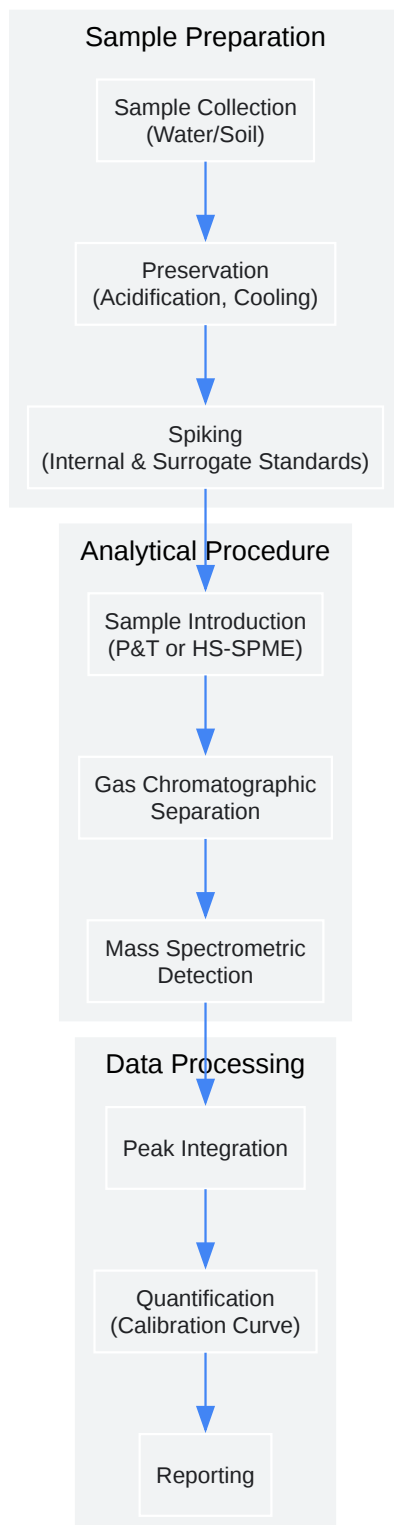 Sample Preparation
Sample Collection
(Water/Soil)
Preservation
(Acidification, Cooling)
Spiking
(Internal & Surrogate Standards)
Analytical Procedure
Sample Introduction
(P&T or HS-SPME)
Gas Chromatographic
Separation
Mass Spectrometric
Detection
Data Processing
Peak Integration
Quantification
(Calibration Curve)
Reporting